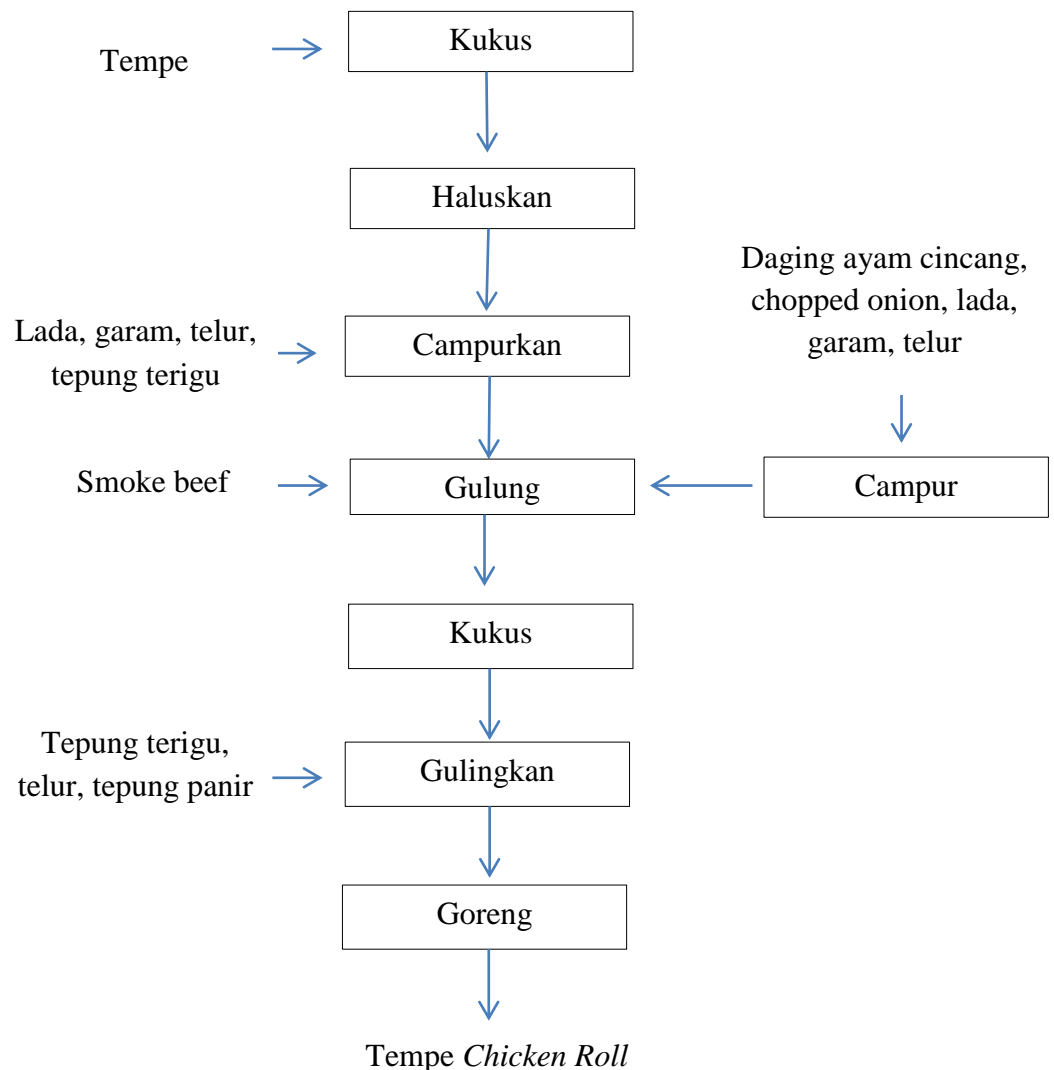 Kukus
Tempe
Haluskan
Daging ayam cincang,
chopped onion, lada,
garam, telur
Lada, garam, telur,
tepung terigu
Campurkan
Smoke beef
Gulung
Campur
Kukus
Tepung terigu,
telur, tepung panir
Gulingkan
Goreng
Tempe Chicken Roll